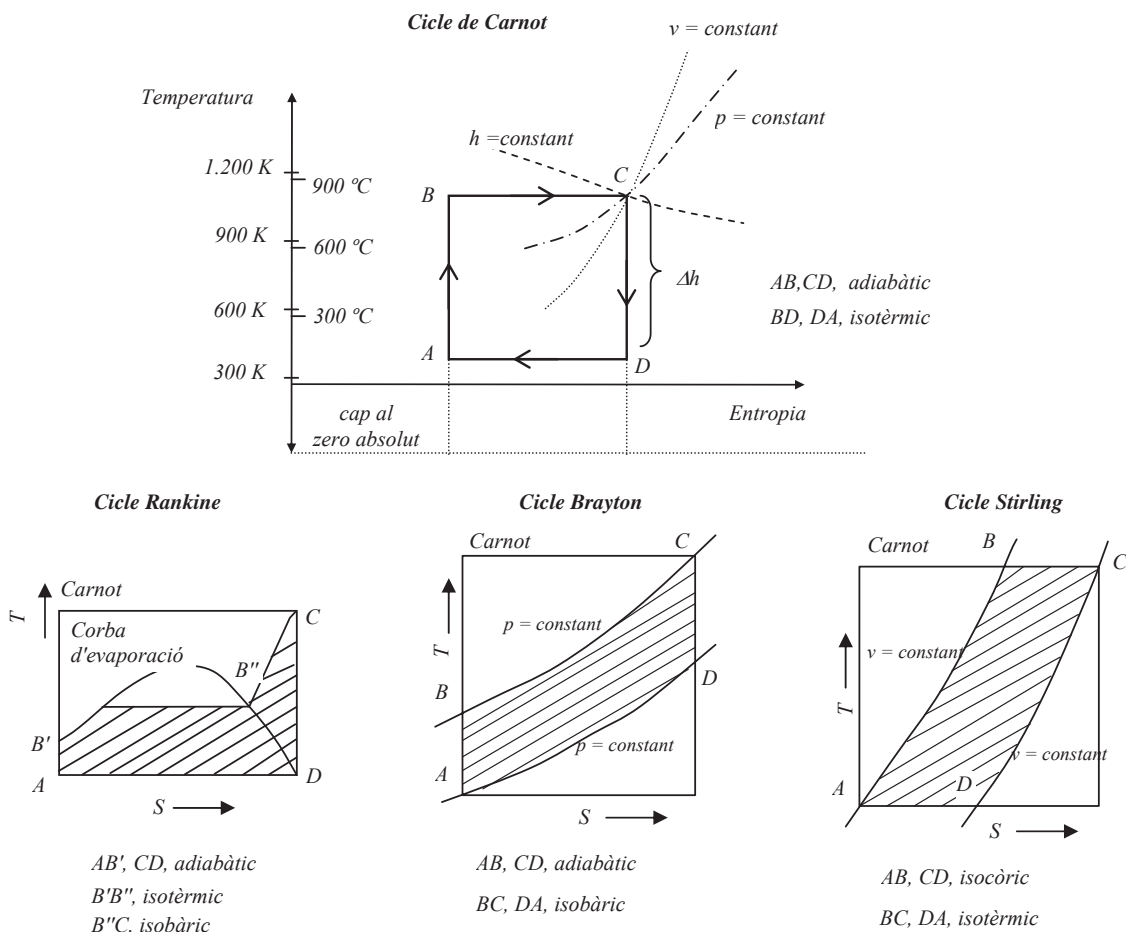 Cicle de Carnot
v = constant
Temperatura
p = constant
h =constant
1.200 K
900 ºC
B
C
900 K
600 ºC
Δh
AB,CD, adiabàtic
600 K
300 ºC
BD, DA, isotèrmic
A
D
300 K
cap al
zero absolut
Entropia
Cicle Rankine
T
Carnot
Corba
d'evaporació
C
B''
B'
A
D
S
AB', CD, adiabàtic
B'B'', isotèrmic
B''C, isobàric
Cicle Brayton
Carnot
C
p = constant
T
B
D
p = constant
A
S
AB, CD, adiabàtic
BC, DA, isobàric
Cicle Stirling
Carnot
B
C
v = constant
T
v = constant
A
D
S
AB, CD, isocòric
BC, DA, isotèrmic